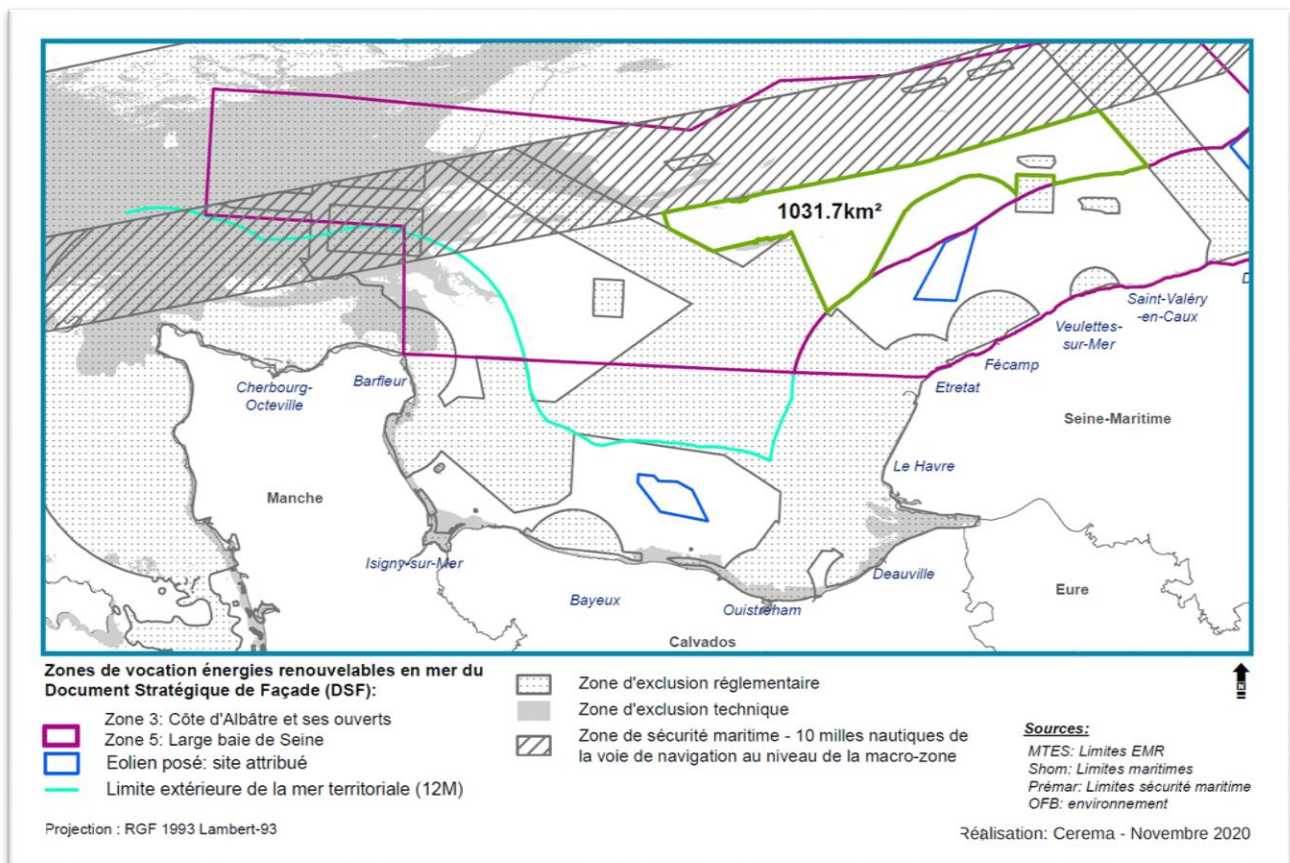 1031.7km²
Saint-Valéry
-en-Caux
Veulettes-
sur-Mer
Fécamp
Etretat
Cherbourg-
Octeville
Barfleur
Seine-Maritime
Le Havre
Manche
Isigny-sur-Mer
Deauville
Bayeux
Ouistreham
Eure
Calvados
Zones de vocation énergies renouvelables en mer du
Document Stratégique de Façade (DSF):
Zone 3: Côte d'Albâtre et ses ouverts
Zone 5: Large baie de Seine
Eolien posé: site attribué
Limite extérieure de la mer territoriale (12M)
Projection : RGF 1993 Lambert-93
Zone d'exclusion réglementaire
Zone d'exclusion technique
Zone de sécurité maritime - 10 milles nautiques de
la voie de navigation au niveau de la macro-zone
N
Sources:
MTES: Limites EMR
Shom: Limites maritimes
Prémar: Limites sécurité maritime
OFB: environnement
Réalisation: Cerema - Novembre 2020